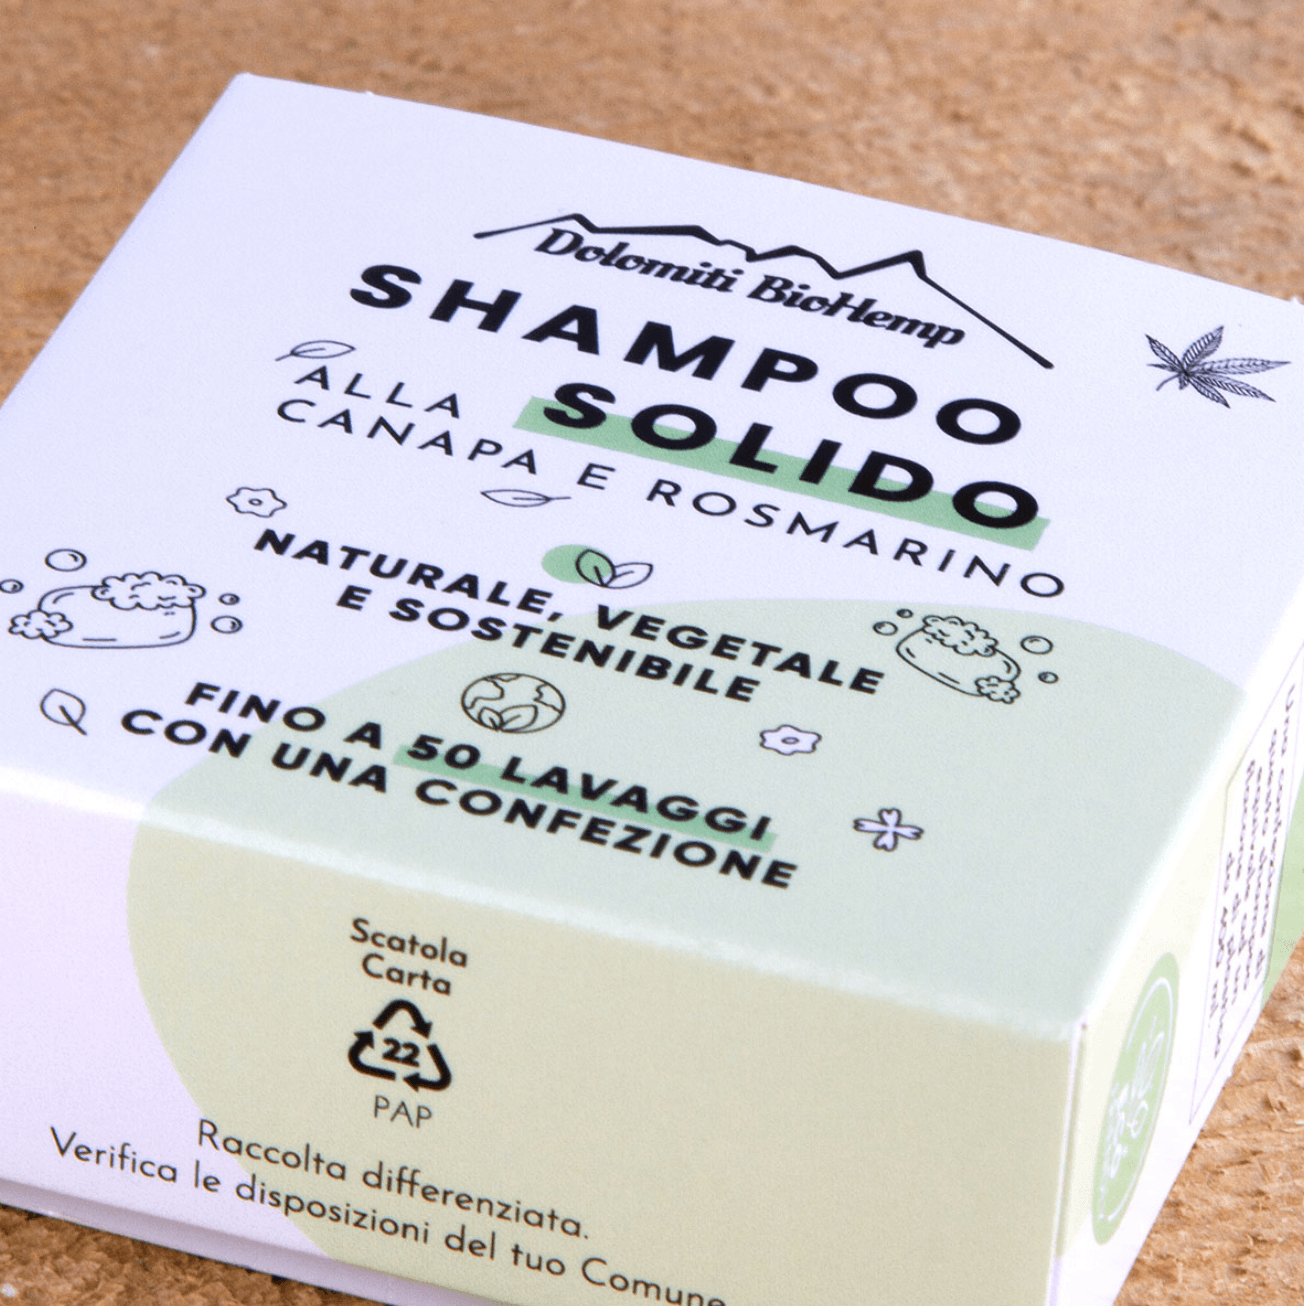 Dolomiti BioHemp
SHAMPOO
SOLIDO
ALLA
CANAPA E ROSMARINO
NATURALE, VEGETALE
E SOSTENIBILE
FINO A 50 LAVAGGI
CON UNA CONFEZIONE
Scatola
Carta
22
PAP
Raccolta differenziata.
Verifica le disposizioni del tuo Comune